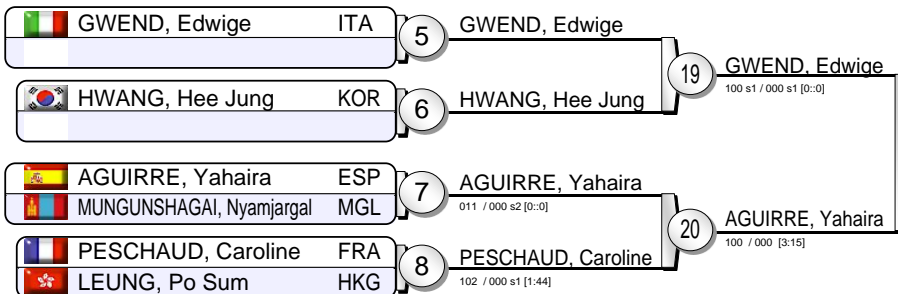 GWEND, Edwige ITA
5
GWEND, Edwige
19
GWEND, Edwige
100 s1 / 000 s1 [0::0]
HWANG, Hee Jung KOR
6
HWANG, Hee Jung
AGUIRRE, Yahaira ESP
MUNGUNSHAGAI, Nyamjargal MGL
7
AGUIRRE, Yahaira
011 / 000 s2 [0::0]
20
AGUIRRE, Yahaira
100 / 000 [3:15]
PESCHAUD, Caroline FRA
LEUNG, Po Sum HKG
8
PESCHAUD, Caroline
102 / 000 s1 [1:44]